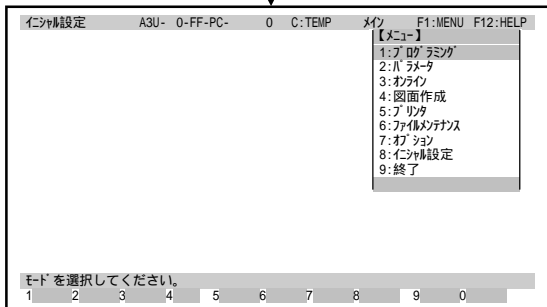 ｲﾆｼｬﾙ設定 A3U- 0-FF-PC- 0 C:TEMP ﾒｲﾝ F1:MENU F12:HELP
【ﾒﾆｭｰ】
1:ﾌﾟﾛｸﾞﾗﾐﾝｸﾞ
2:ﾊﾟﾗﾒｰﾀ
3:ｵﾝﾗｲﾝ
4:図面作成
5:ﾌﾟﾘﾝﾀ
6:ﾌｧｲﾙﾒﾝﾃﾅﾝｽ
7:ｵﾌﾟｼｮﾝ
8:ｲﾆｼｬﾙ設定
9:終了
ﾓｰﾄﾞを選択してください。
1 2 3 4 5 6 7 8 9 0